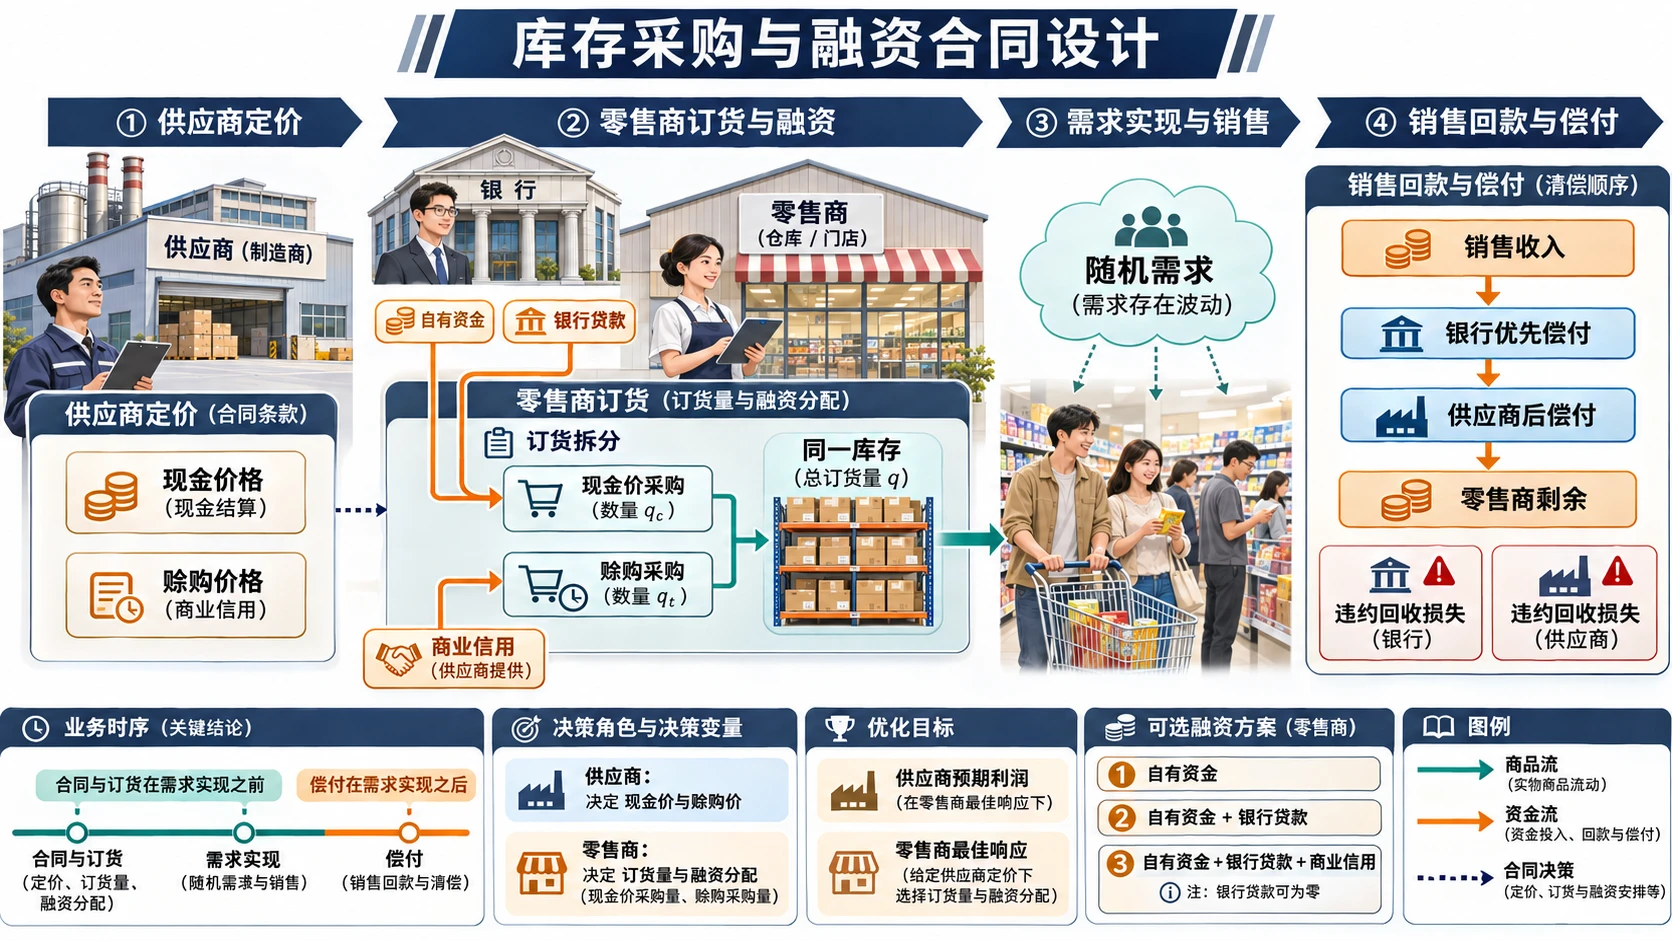 库存采购与融资合同设计
① 供应商定价
② 零售商订货与融资
③ 需求实现与销售
④ 销售回款与偿付
供应商（制造商）
银行
零售商
（仓库 / 门店）
自有资金
银行贷款
供应商定价（合同条款）
现金价格
（现金结算）
赊购价格
（商业信用）
零售商订货（订货量与融资分配）
订货拆分
现金价采购
（数量 q_c）
赊购采购
（数量 q_t）
同一库存
（总订货量 q）
商业信用
（供应商提供）
随机需求
（需求存在波动）
销售回款与偿付（清偿顺序）
销售收入
银行优先偿付
供应商后偿付
零售商剩余
违约回收损失
（银行）
违约回收损失
（供应商）
业务时序（关键结论）
合同与订货在需求实现之前
偿付在需求实现之后
合同与订货
（定价、订货量、
融资分配）
需求实现
（随机需求与销售）
偿付
（销售回款与清偿）
决策角色与决策变量
供应商：
决定 现金价与赊购价
零售商：
决定 订货量与融资分配
（现金价采购量、赊购采购量）
优化目标
供应商预期利润
（在零售商最佳响应下）
零售商最佳响应
（给定供应商定价下
选择订货量与融资分配）
可选融资方案（零售商）
1 自有资金
2 自有资金 + 银行贷款
3 自有资金+银行贷款+商业信用
注：银行贷款可为零
图例
商品流
（实物商品流动）
资金流
（资金投入、回款与偿付）
合同决策
（定价、订货与融资安排等）